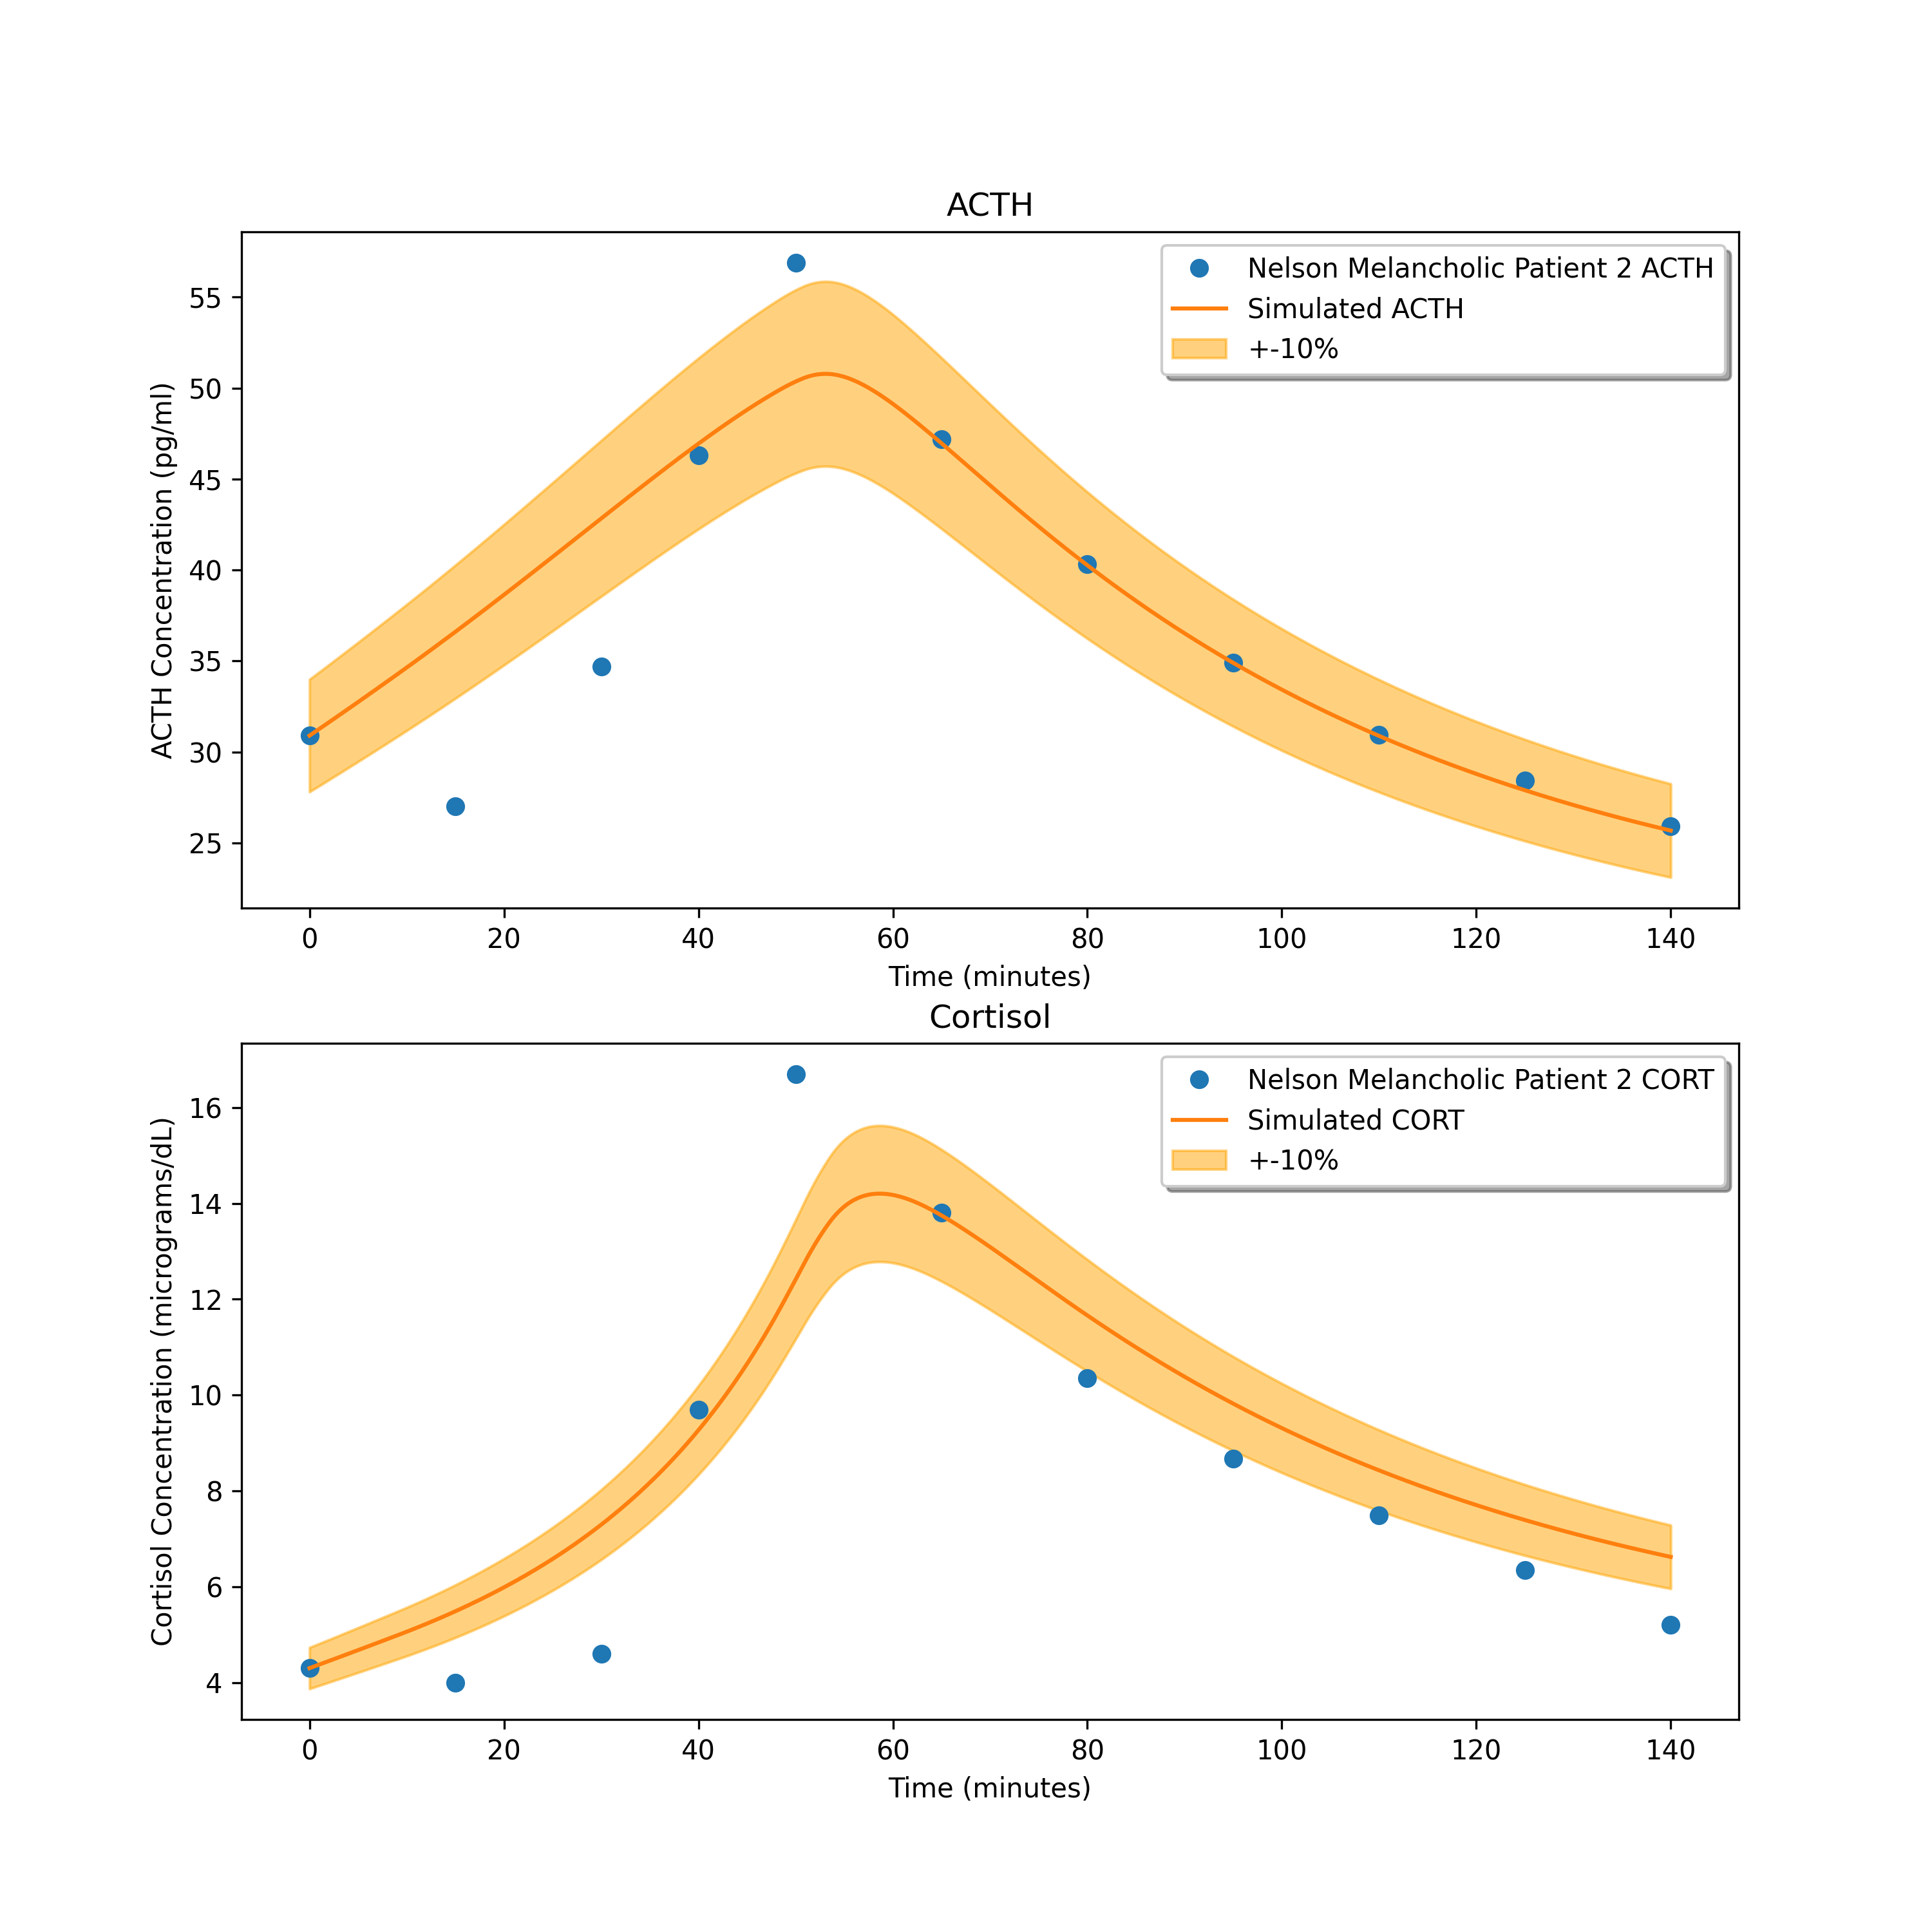 ACTH
Nelson Melancholic Patient 2 ACTH
Simulated ACTH
+-10%
ACTH Concentration (pg/ml)
55
50
45
40
35
30
25
0 20 40 60 80 100 120 140
Time (minutes)
Cortisol
Nelson Melancholic Patient 2 CORT
Simulated CORT
+-10%
Cortisol Concentration (micrograms/dL)
16
14
12
10
8
6
4
0 20 40 60 80 100 120 140
Time (minutes)